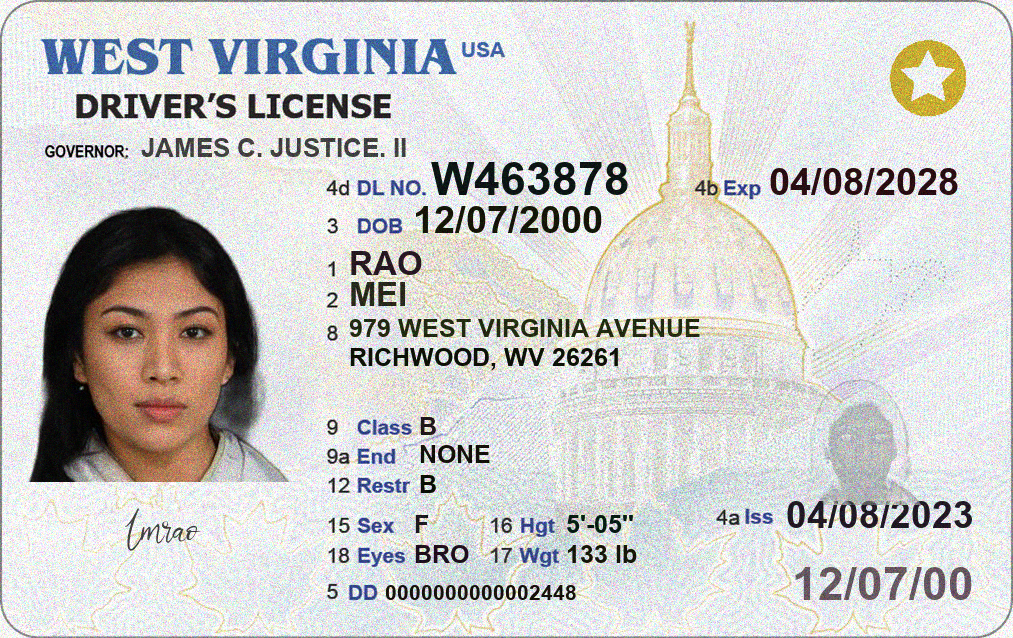 WEST VIRGINIA USA
DRIVER'S LICENSE
GOVERNOR: JAMES C. JUSTICE. II
4d DL NO. W463878 4b Exp 04/08/2028
3 DOB 12/07/2000
1 RAO
2 MEI
8 979 WEST VIRGINIA AVENUE
RICHWOOD, WV 26261
9 Class B
9a End NONE
12 Restr B
15 Sex F 16 Hgt 5'-05" 4a Iss 04/08/2023
18 Eyes BRO 17 Wgt 133 lb
5 DD 0000000000002448 12/07/00
lmrao